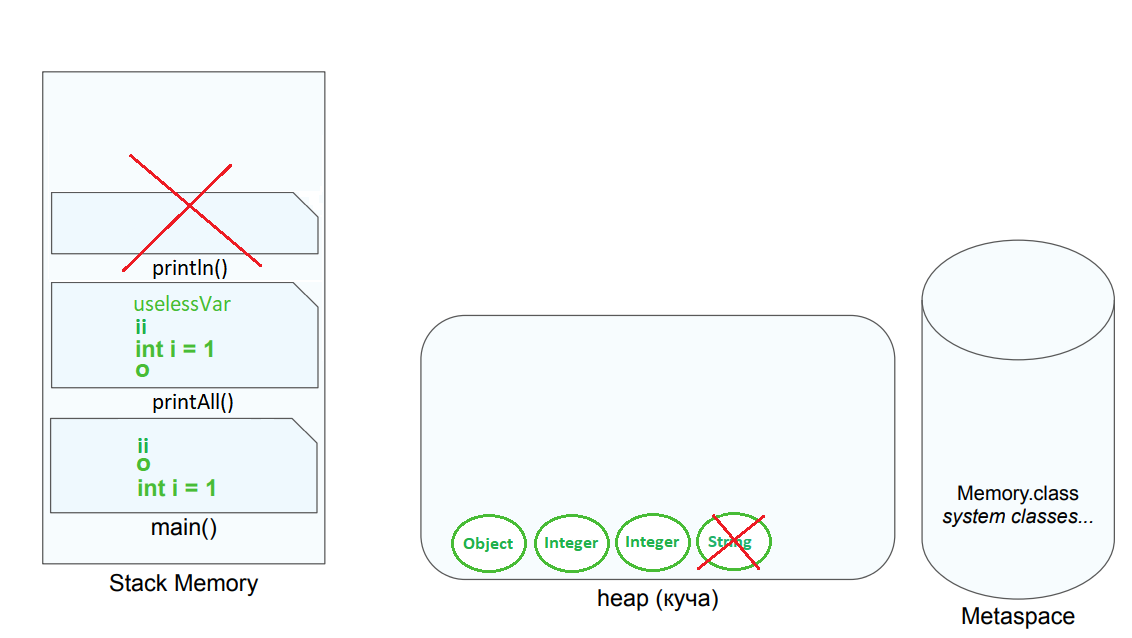 println()
uselessVar
ii
int i = 1
o
printAll()
ii
o
int i = 1
main()
Stack Memory
Object
Integer
Integer
String
heap (куча)
Memory.class
system classes...
Metaspace